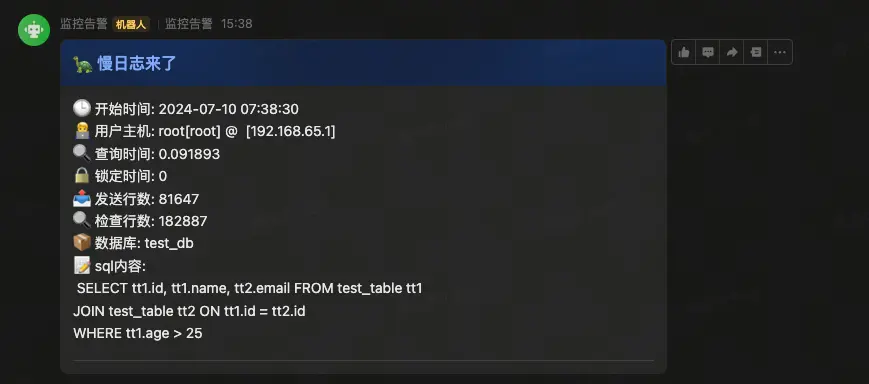 监控告警 机器人 | 监控告警 15:38
🦕 慢日志来了
🕒 开始时间: 2024-07-10 07:38:30
👨‍💼 用户主机: root[root] @  [192.168.65.1]
🔍 查询时间: 0.091893
🔒 锁定时间: 0
📤 发送行数: 81647
🔍 检查行数: 182887
📦 数据库: test_db
📝 sql内容:
SELECT tt1.id, tt1.name, tt2.email FROM test_table tt1
JOIN test_table tt2 ON tt1.id = tt2.id
WHERE tt1.age > 25